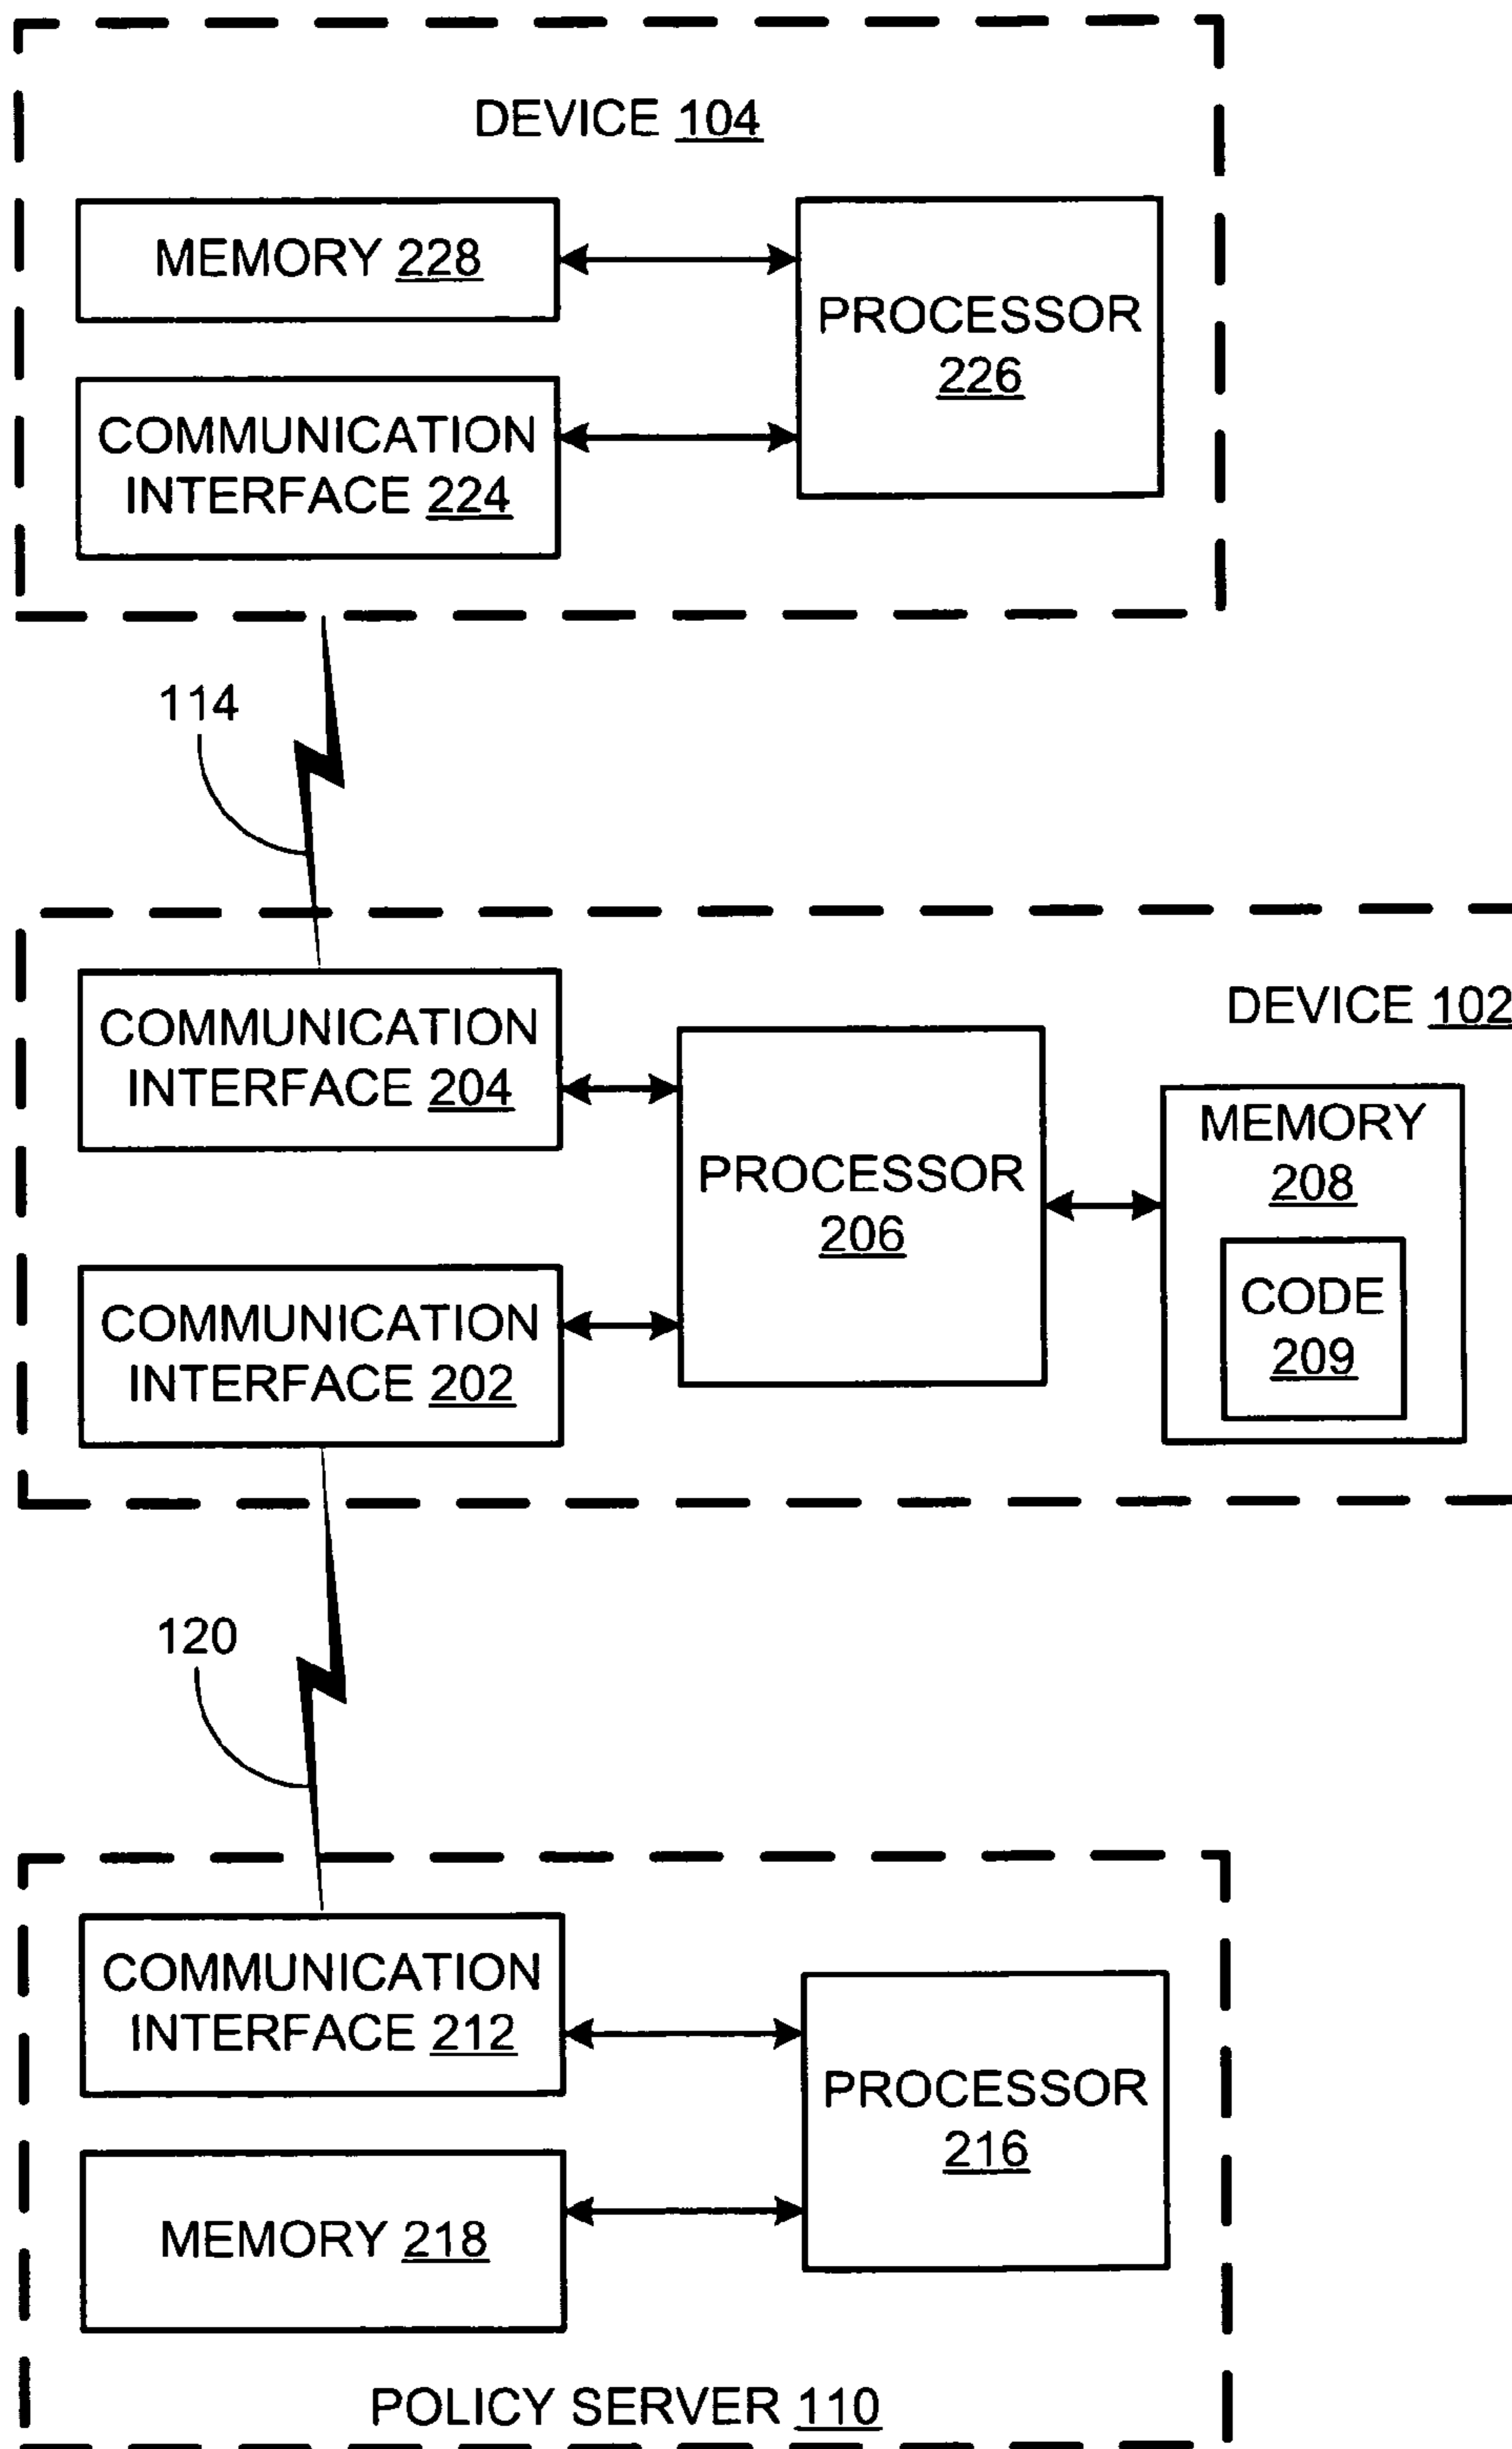 DEVICE 104
MEMORY 228
PROCESSOR
226
COMMUNICATION
INTERFACE 224
114
DEVICE 102
COMMUNICATION
INTERFACE 204
PROCESSOR
206
MEMORY
208
CODE
209
COMMUNICATION
INTERFACE 202
120
COMMUNICATION
INTERFACE 212
PROCESSOR
216
MEMORY 218
POLICY SERVER 110